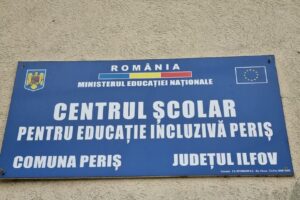 ROMÂNIA
MINISTERUL EDUCAȚIEI NAȚIONALE
CENTRUL ȘCOLAR
PENTRU EDUCAȚIE INCLUZIVĂ PERIȘ
COMUNA PERIȘ JUDEȚUL ILFOV